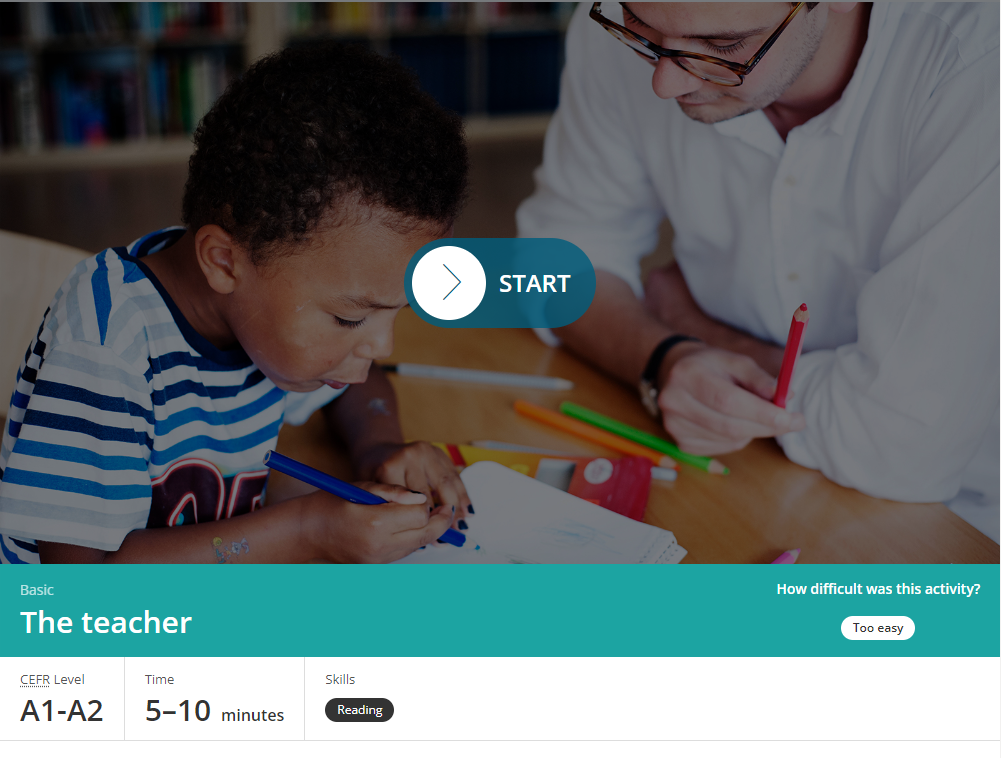 START
Basic
The teacher
How difficult was this activity?
Too easy
CEFR Level
A1-A2
Time
5–10 minutes
Skills
Reading